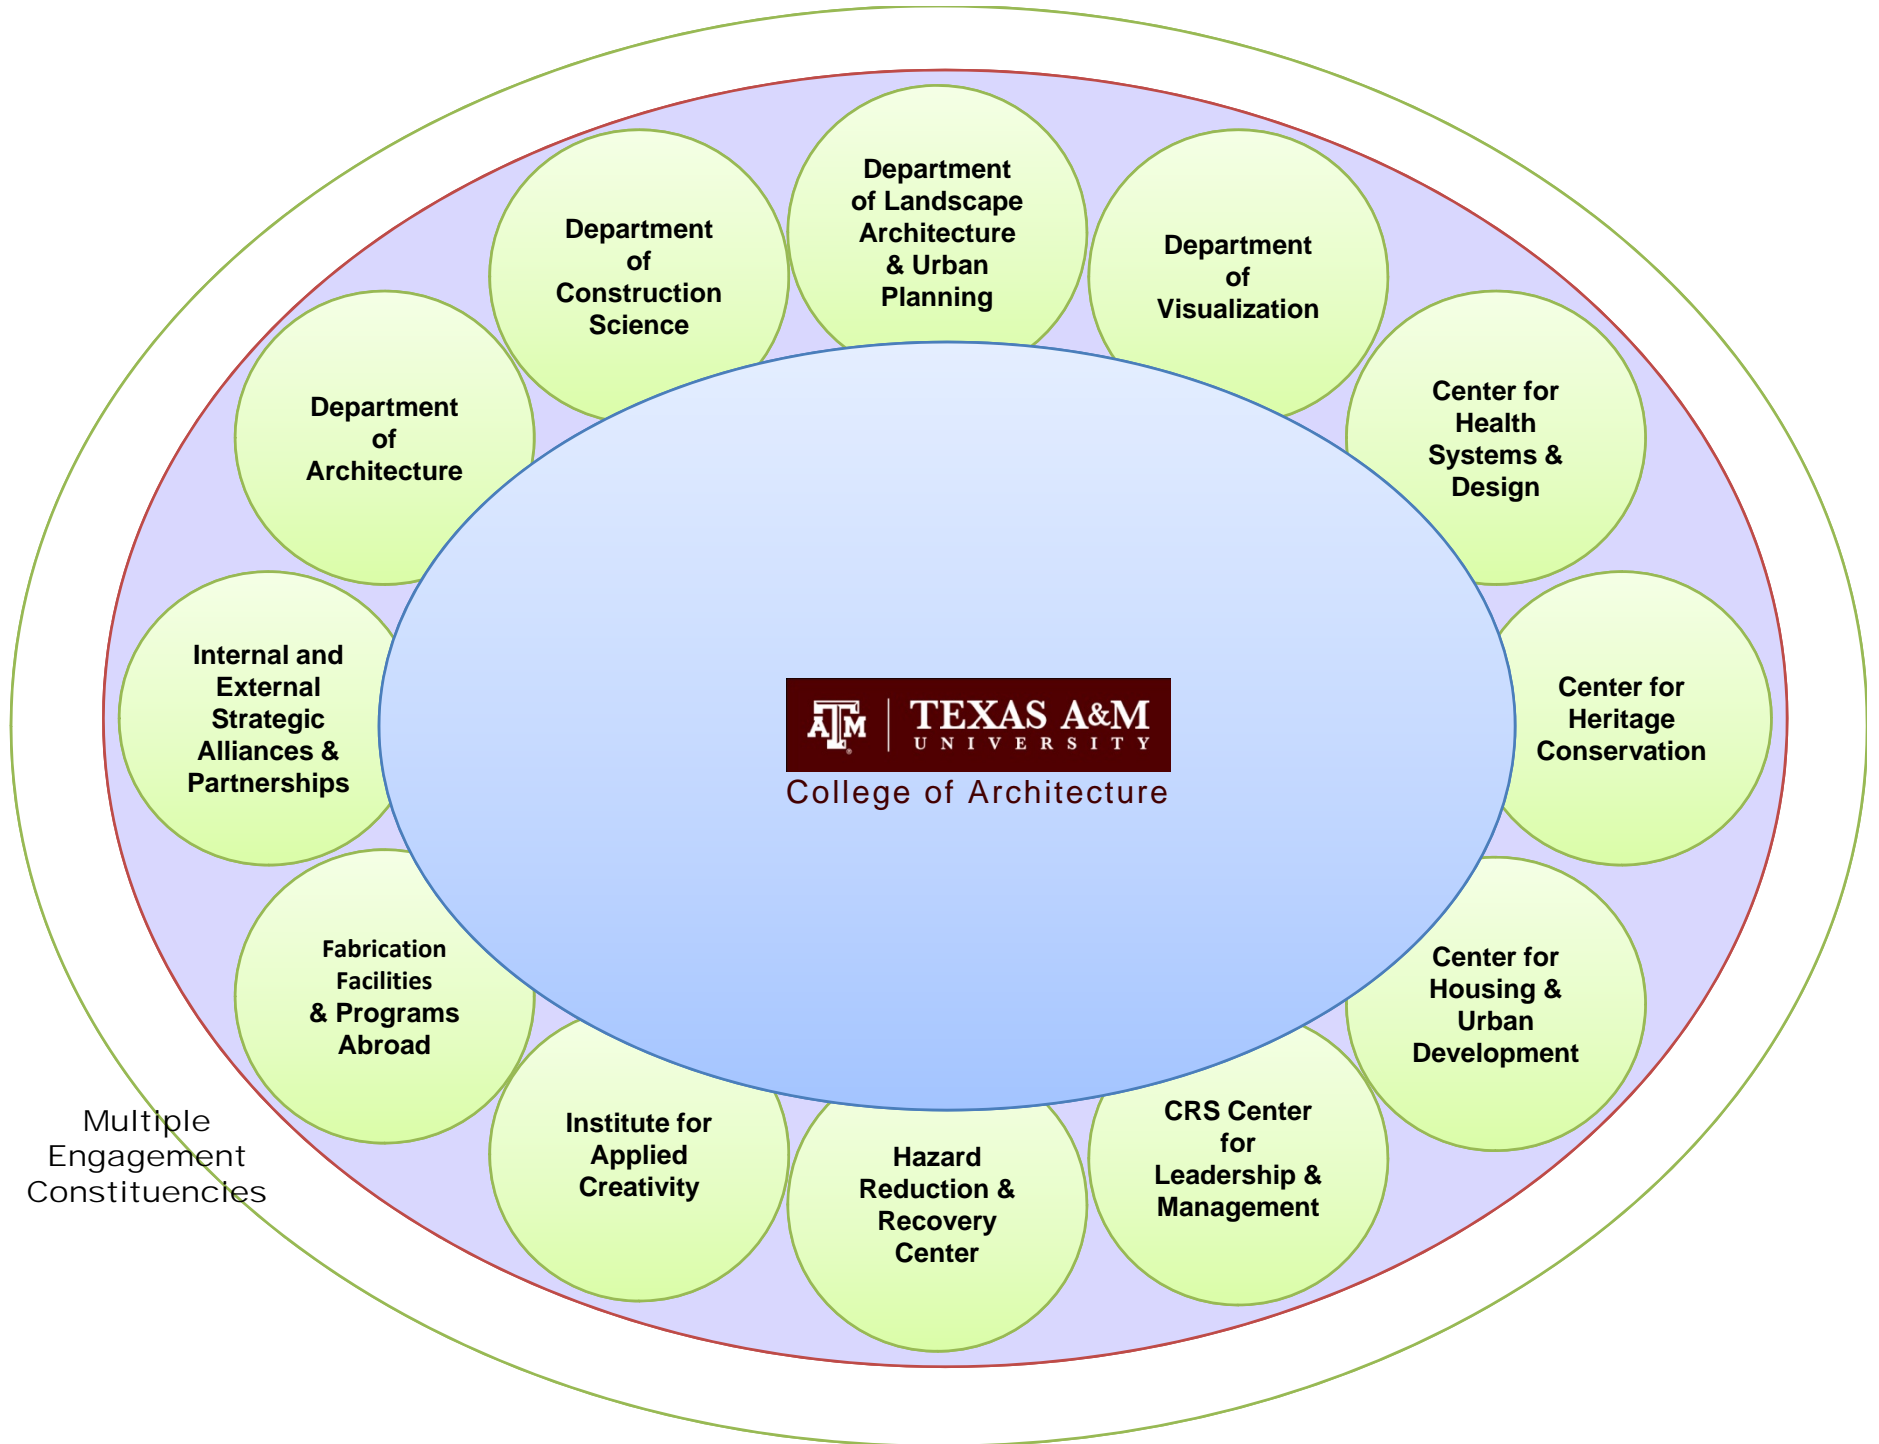 Department
of Landscape
Architecture
& Urban
Planning
Department
of
Construction
Science
Department
of
Visualization
Department
of
Architecture
Center for
Health
Systems &
Design
Internal and
External
Strategic
Alliances &
Partnerships
ATM | TEXAS A&M
UNIVERSITY
College of Architecture
Center for
Heritage
Conservation
Fabrication
Facilities
& Programs
Abroad
Center for
Housing &
Urban
Development
Multiple
Engagement
Constituencies
Institute for
Applied
Creativity
Hazard
Reduction &
Recovery
Center
CRS Center
for
Leadership &
Management